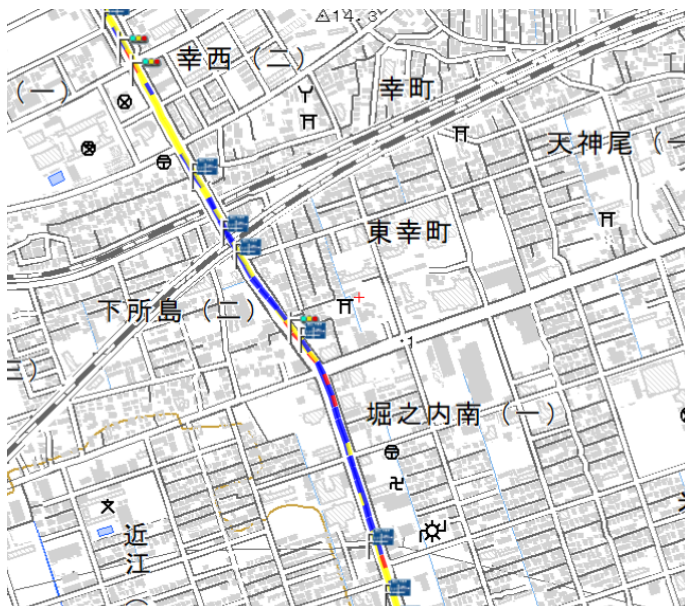 14.3
幸西（二）
（一）
幸町
天神尾（一
東幸町
下所島（二）
堀之内南（一）
近江